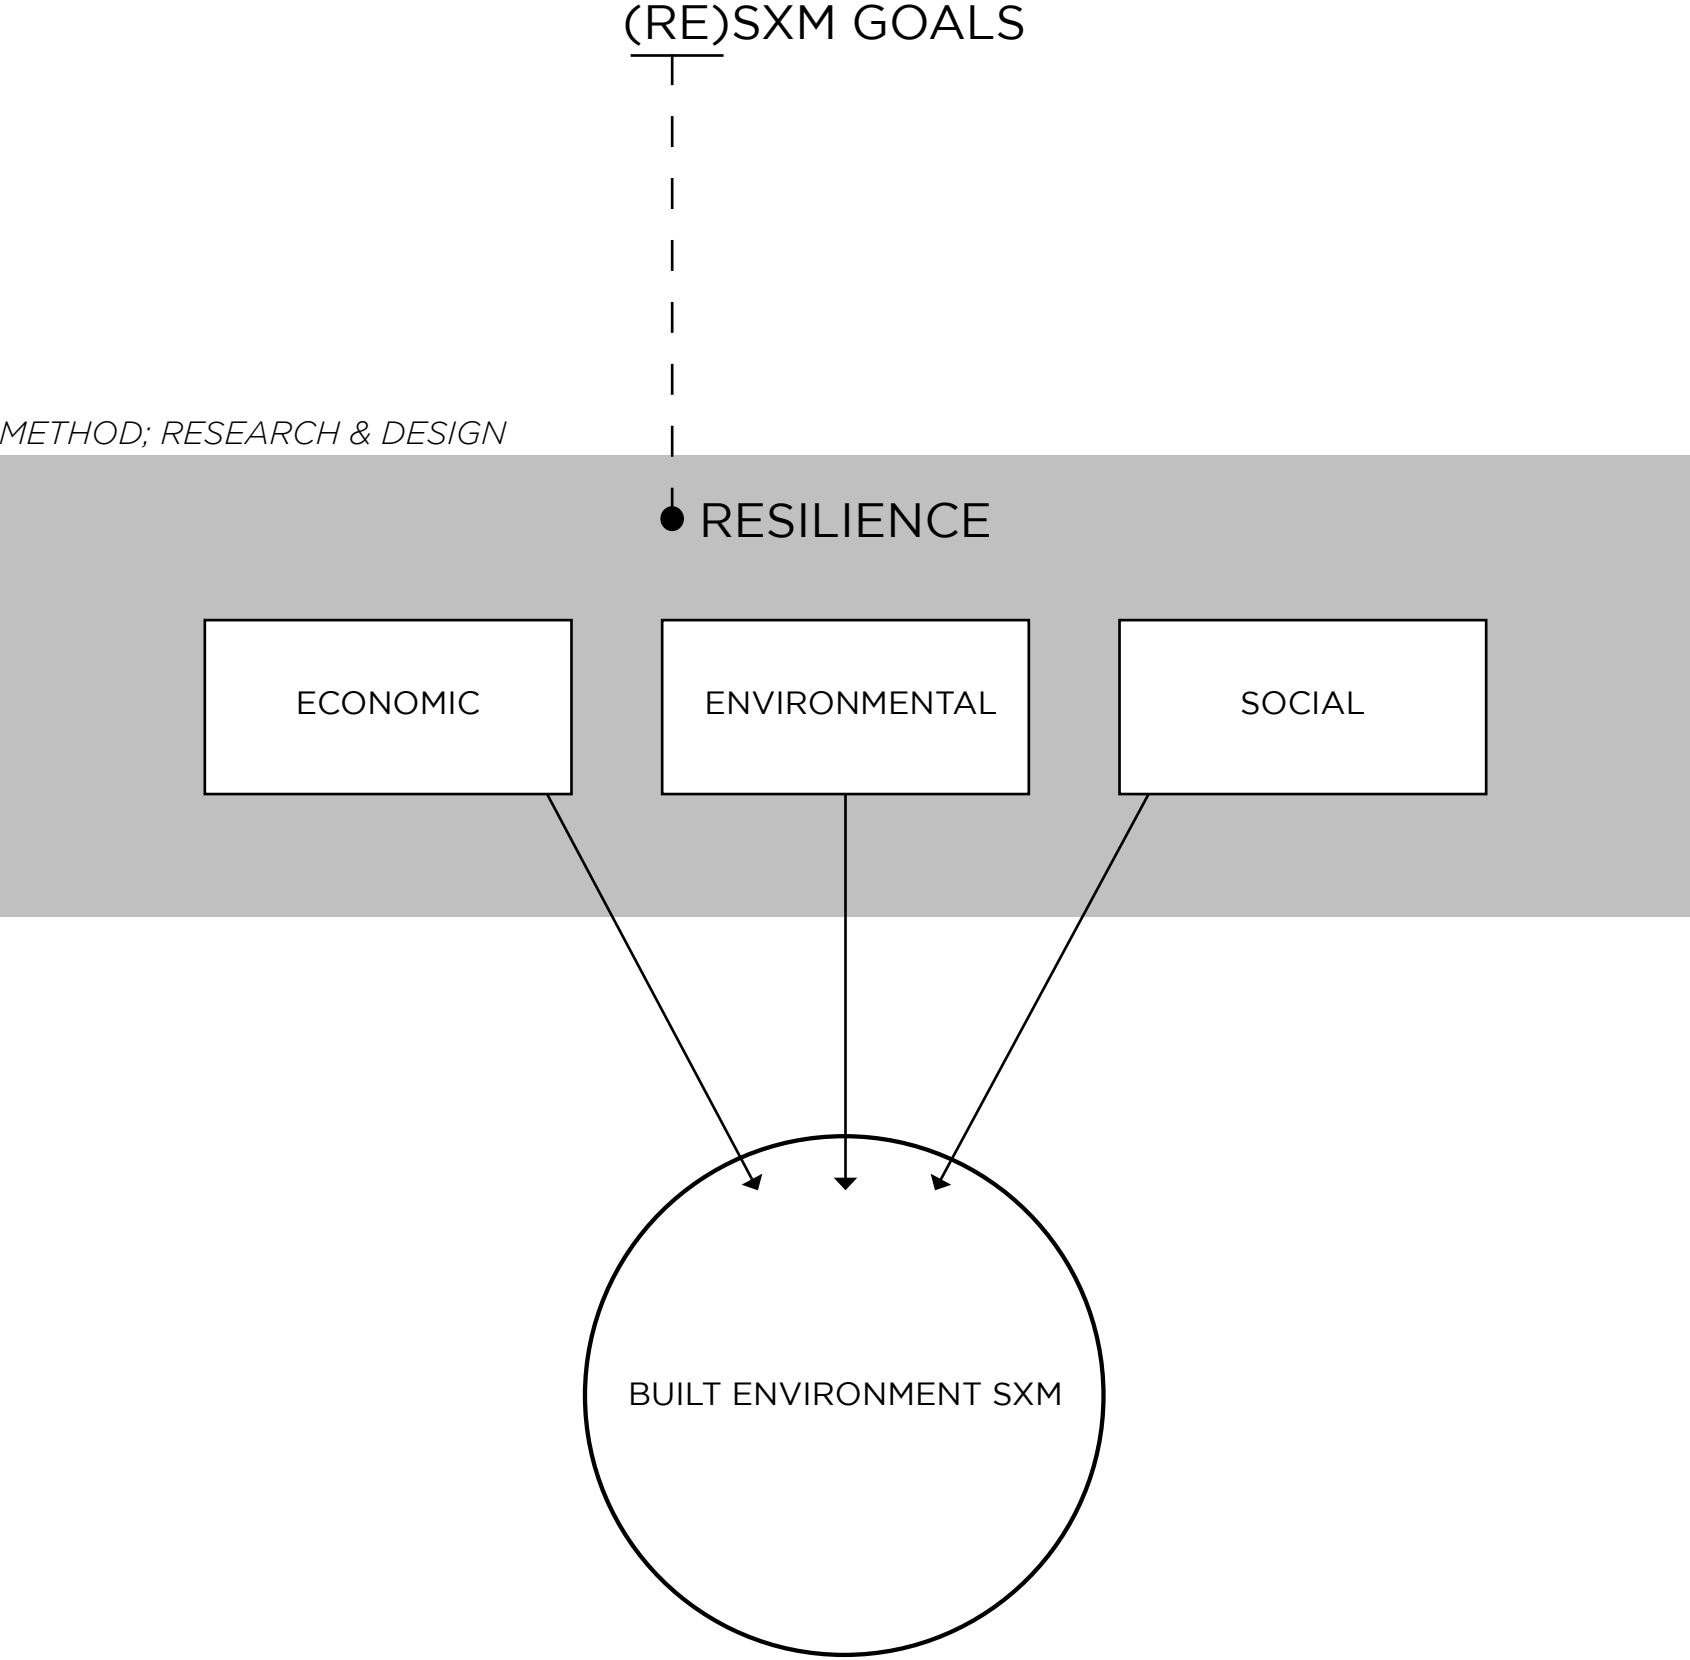 (RE)SXM GOALS
METHOD; RESEARCH & DESIGN
RESILIENCE
ECONOMIC
ENVIRONMENTAL
SOCIAL
BUILT ENVIRONMENT SXM